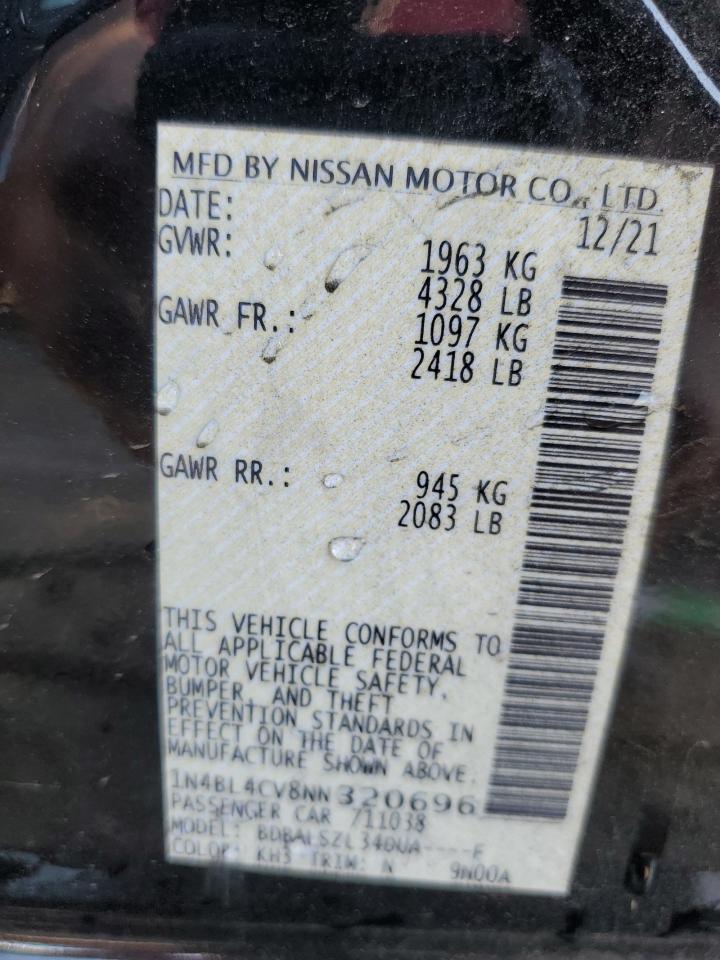 MFD BY NISSAN MOTOR CO., LTD.
DATE: 12/21
GVWR: 1963 KG
4328 LB
GAWR FR.: 1097 KG
2418 LB
GAWR RR.: 945 KG
2083 LB
THIS VEHICLE CONFORMS TO
ALL APPLICABLE FEDERAL
MOTOR VEHICLE SAFETY,
BUMPER, AND THEFT
PREVENTION STANDARDS IN
EFFECT ON THE DATE OF
MANUFACTURE SHOWN ABOVE.
1N4BL4CV8NN320696
PASSENGER CAR /11038
MODEL: ----F
COLOR: KH3 TRIM: N 9N00A